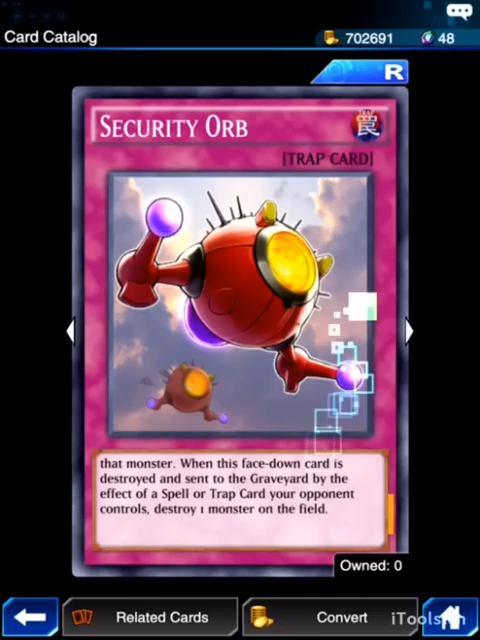 Card Catalog
702691
48
R
SECURITY ORB
罠
[TRAP CARD]
that monster. When this face-down card is
destroyed and sent to the Graveyard by the
effect of a Spell or Trap Card your opponent
controls, destroy 1 monster on the field.
Owned: 0
Related Cards
Convert